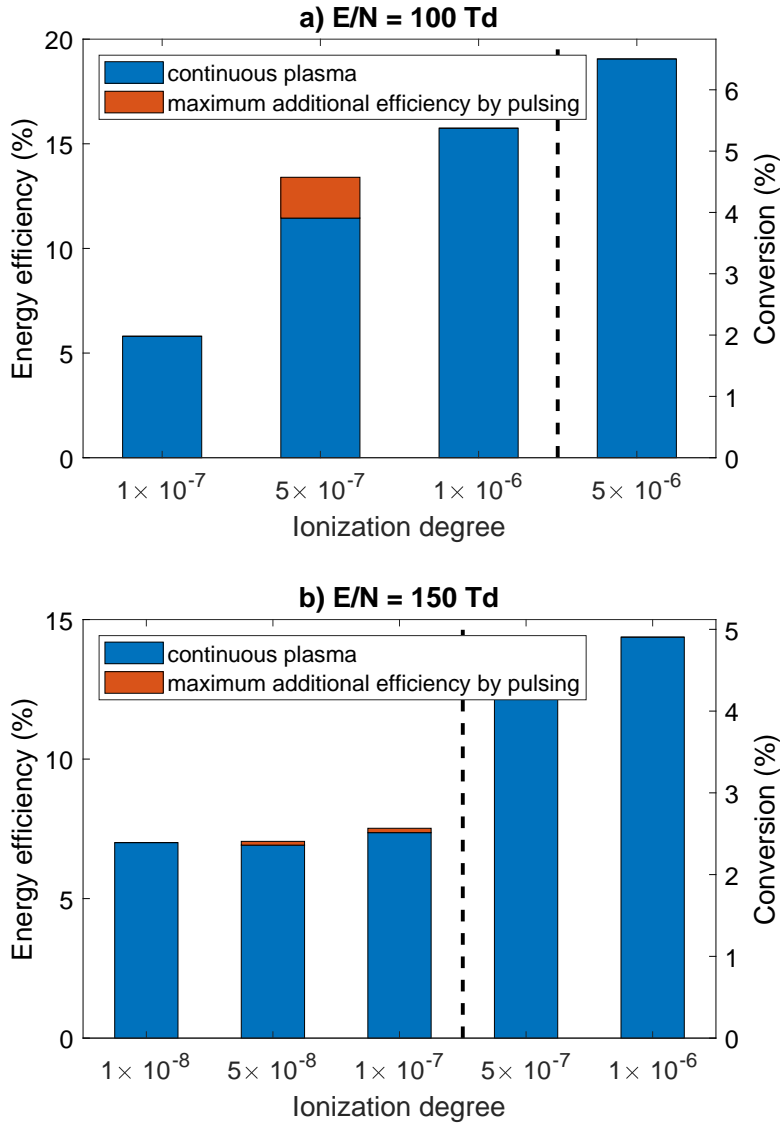 a) E/N = 100 Td
20
15
10
5
0
Energy efficiency (%)
continuous plasma
maximum additional efficiency by pulsing
6
5
4
3
2
1
0
Conversion (%)
1× 10⁻⁷ 5× 10⁻⁷ 1× 10⁻⁶ 5× 10⁻⁶
Ionization degree
b) E/N = 150 Td
15
10
5
0
Energy efficiency (%)
continuous plasma
maximum additional efficiency by pulsing
5
4
3
2
1
0
Conversion (%)
1× 10⁻⁸ 5× 10⁻⁸ 1× 10⁻⁷ 5× 10⁻⁷ 1× 10⁻⁶
Ionization degree